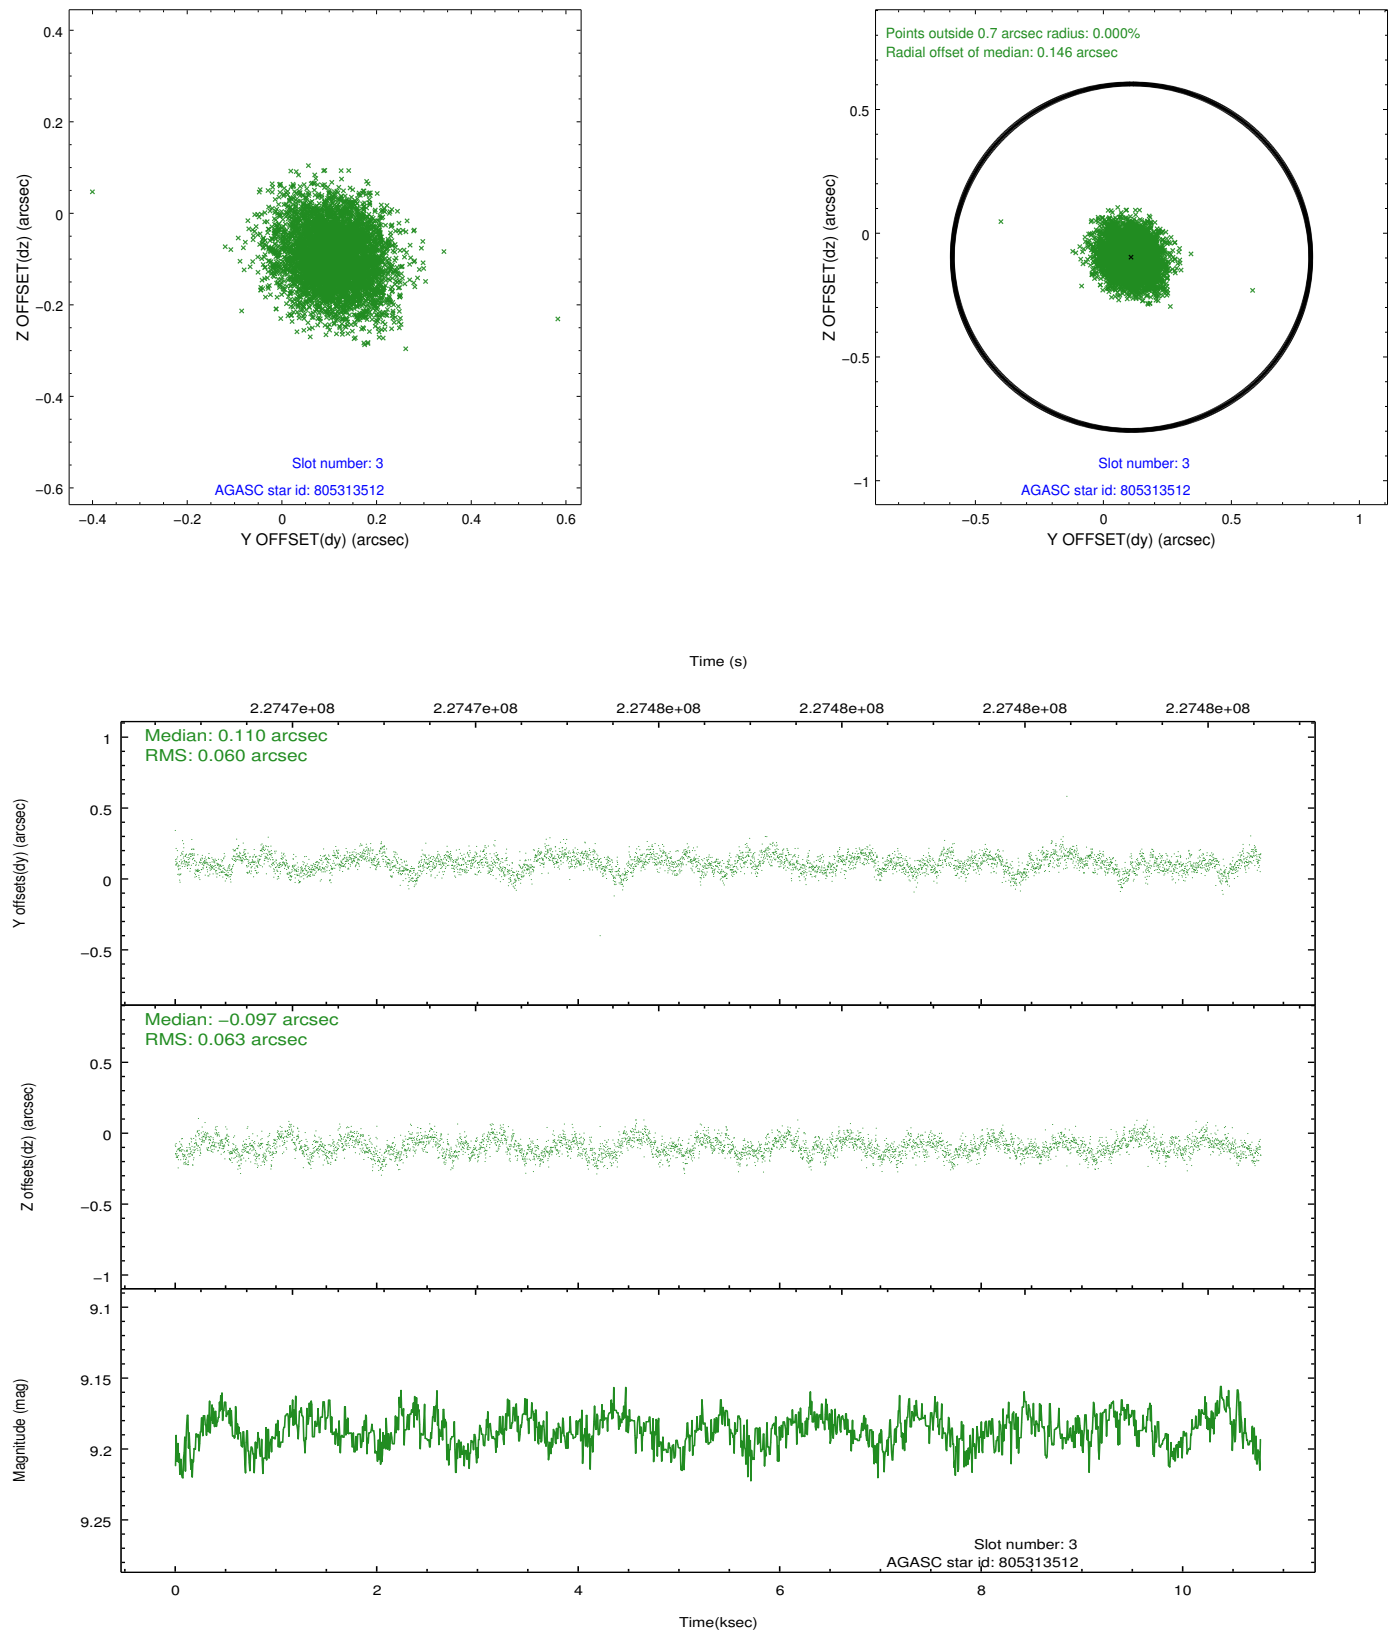 0.4
0.2
0
−0.2
−0.4
−0.6
Z OFFSET(dz) (arcsec)
Slot number: 3
AGASC star id: 805313512
−0.4
−0.2
0
0.2
0.4
0.6
Y OFFSET(dy) (arcsec)
Points outside 0.7 arcsec radius: 0.000%
Radial offset of median: 0.146 arcsec
0.5
0
−0.5
−1
Z OFFSET(dz) (arcsec)
Slot number: 3
AGASC star id: 805313512
−0.5
0
0.5
1
Y OFFSET(dy) (arcsec)
Time (s)
2.2747e+08
2.2747e+08
2.2748e+08
2.2748e+08
2.2748e+08
2.2748e+08
Median: 0.110 arcsec
RMS: 0.060 arcsec
1
0.5
0
−0.5
Y offsets(dy) (arcsec)
Median: −0.097 arcsec
RMS: 0.063 arcsec
0.5
0
−0.5
−1
Z offsets(dz) (arcsec)
9.1
9.15
9.2
9.25
Magnitude (mag)
Slot number: 3
AGASC star id: 805313512
0
2
4
6
8
10
Time(ksec)